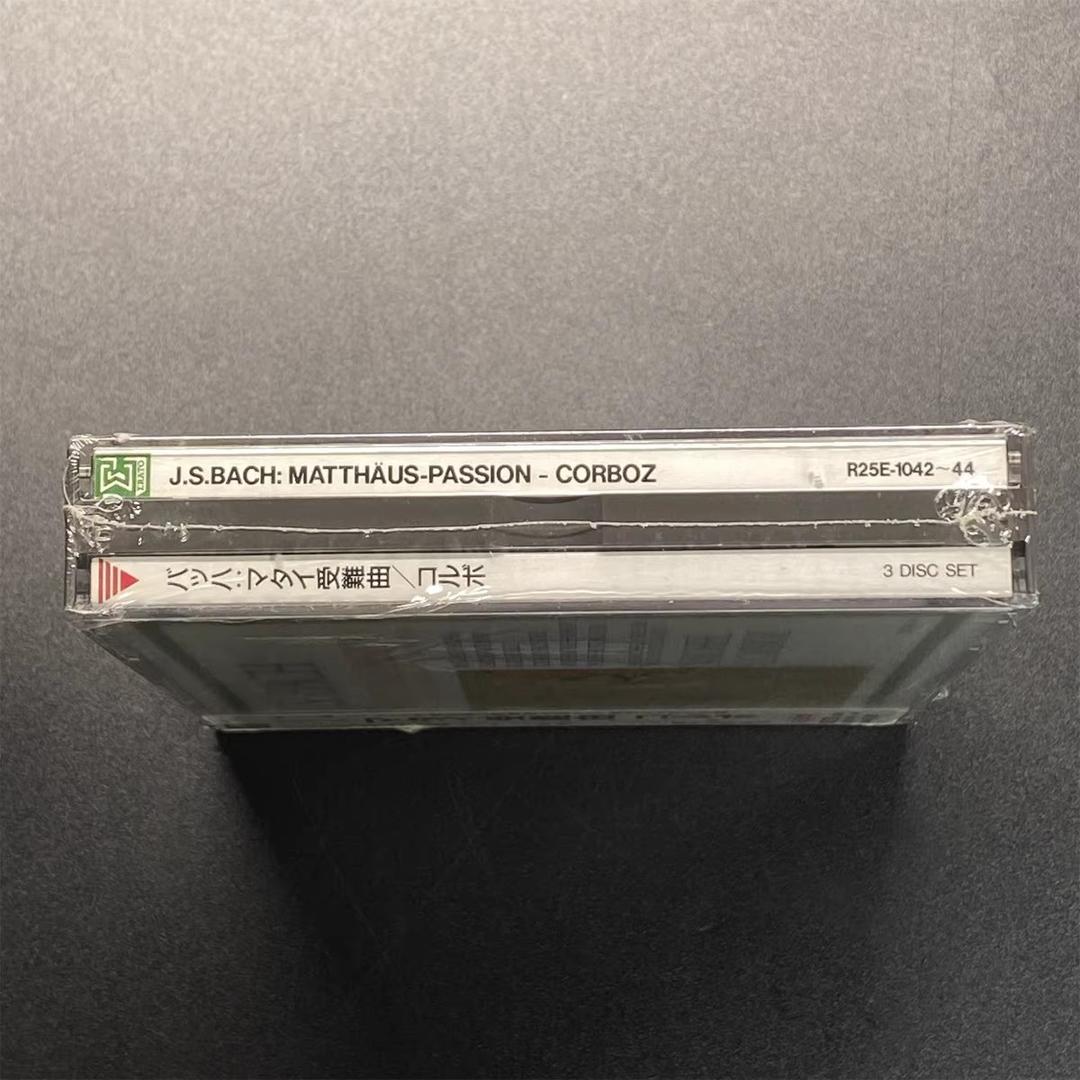 ERATO
J.S.BACH: MATTHÄUS-PASSION – CORBOZ
R25E-1042～44
バッハ:マタイ受難曲/コルボ
3 DISC SET